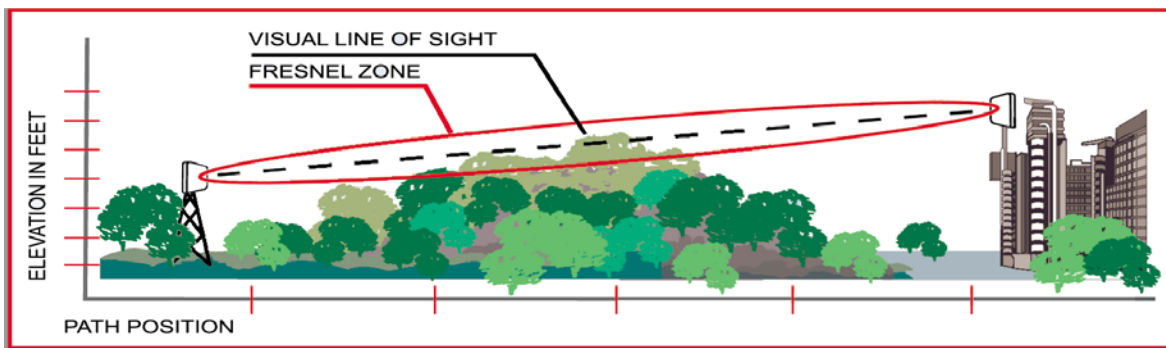 VISUAL LINE OF SIGHT
FRESNEL ZONE
ELEVATION IN FEET
PATH POSITION